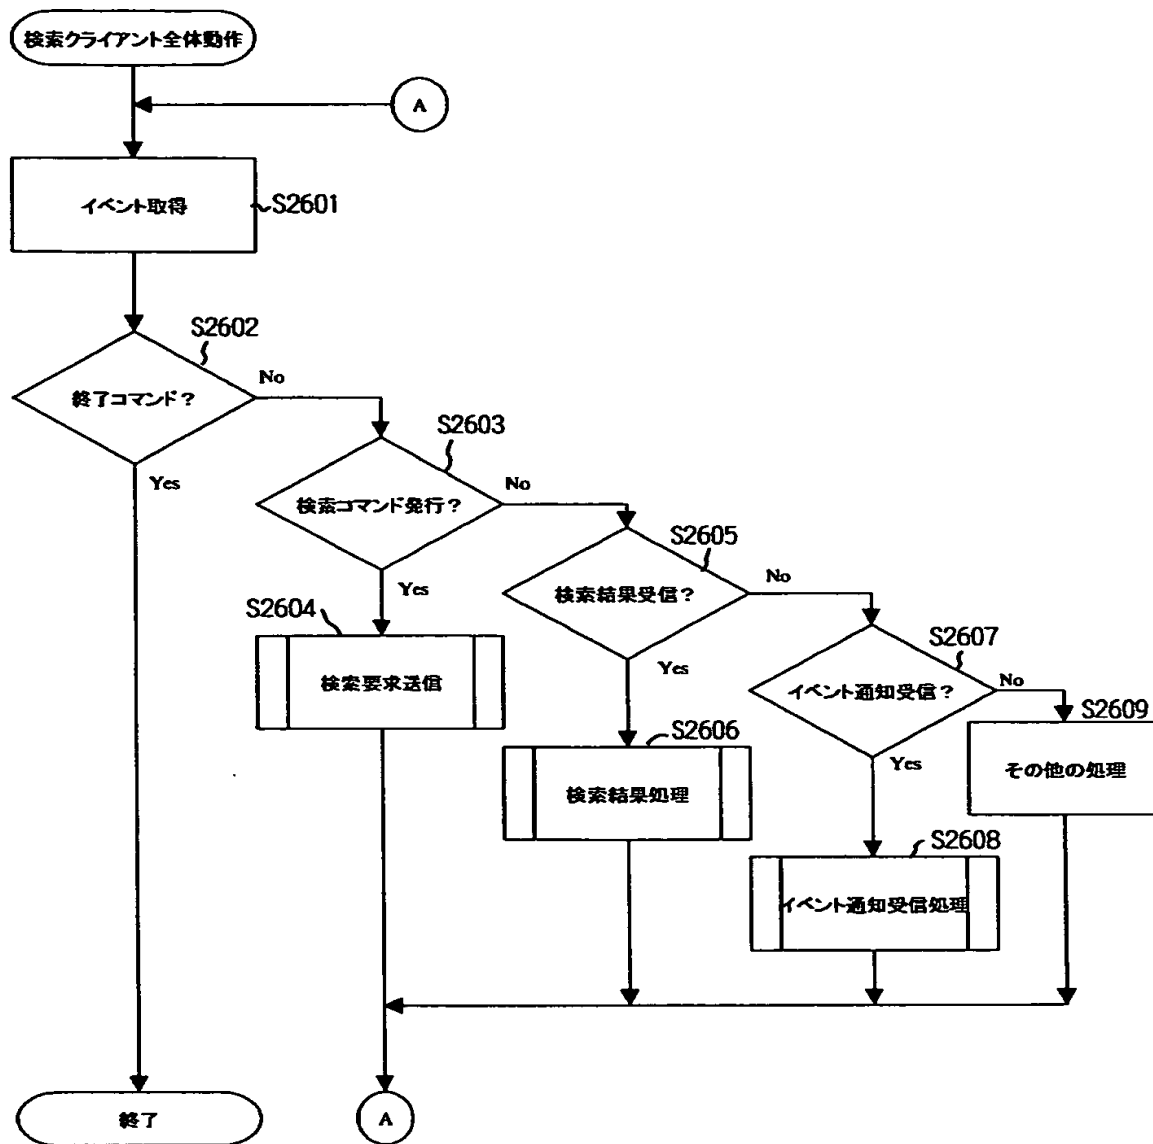 検索クライアント全体動作
A
イベント取得
S2601
S2602
終了コマンド?
No
Yes
S2603
検索コマンド発行?
No
Yes
S2604
検索要求送信
S2605
検索結果受信?
No
Yes
S2606
検索結果処理
S2607
イベント通知受信?
No
Yes
S2608
イベント通知受信処理
S2609
その他の処理
終了
A